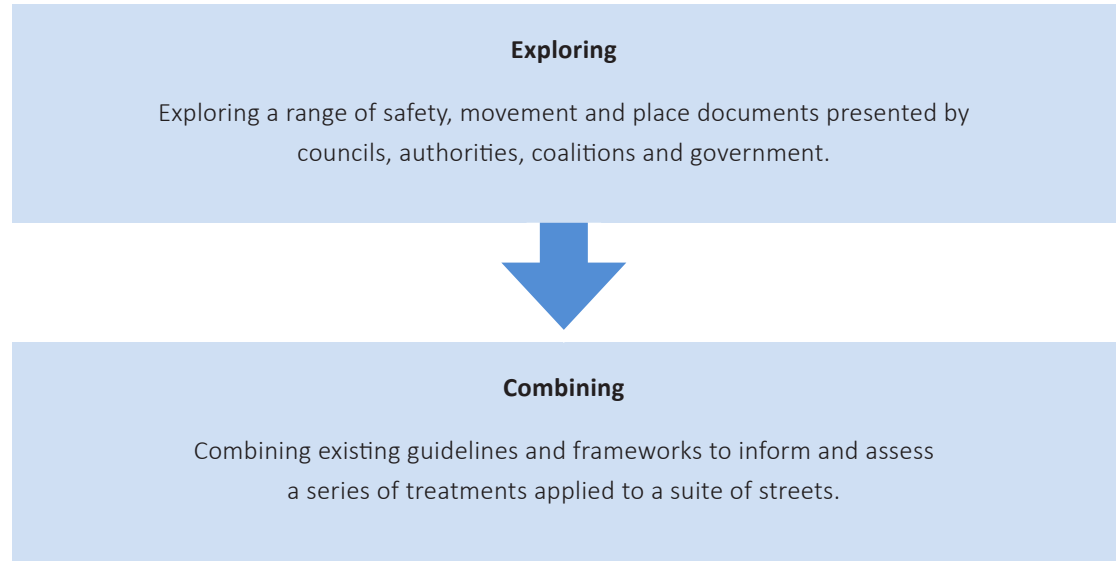 Exploring
Exploring a range of safety, movement and place documents presented by
councils, authorities, coalitions and government.
Combining
Combining existing guidelines and frameworks to inform and assess
a series of treatments applied to a suite of streets.